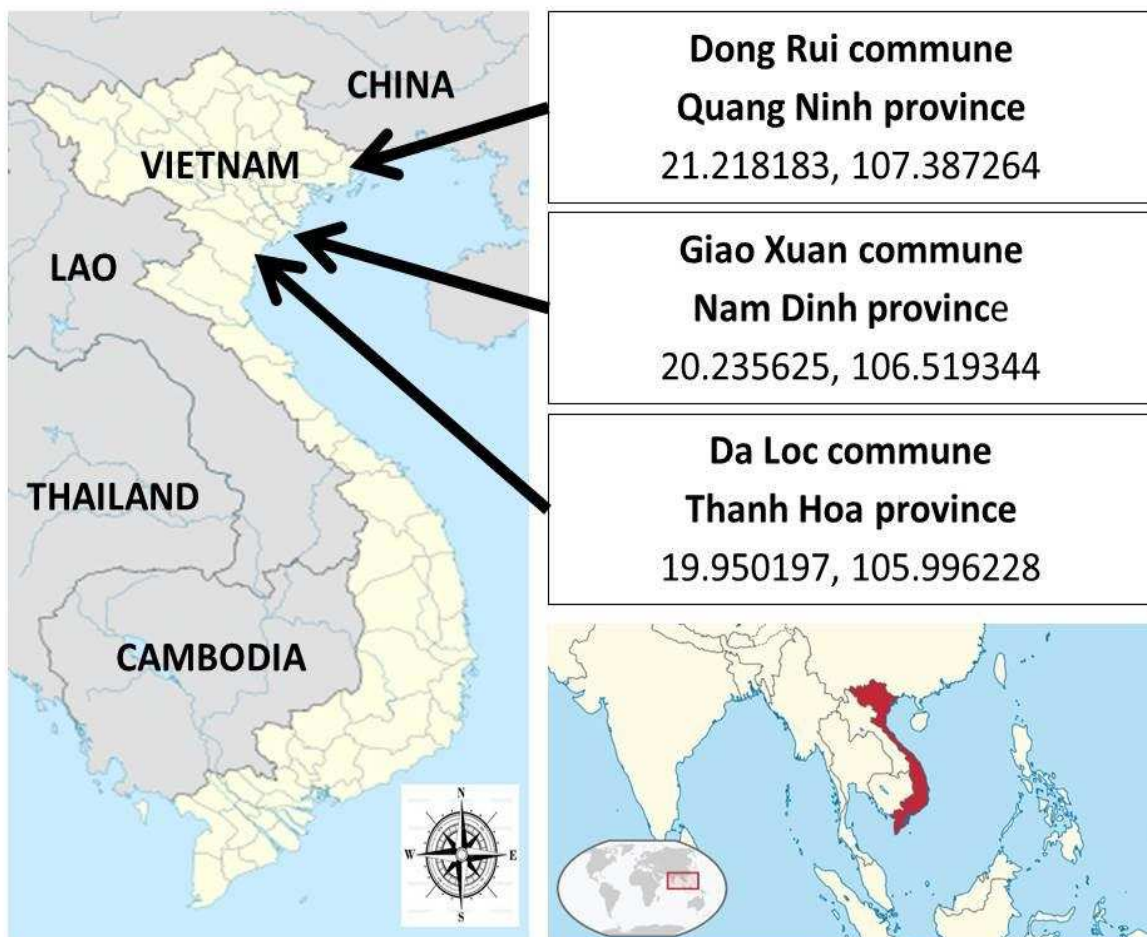 CHINA
VIETNAM
LAO
THAILAND
CAMBODIA
N
W E
S
Dong Rui commune
Quang Ninh province
21.218183, 107.387264
Giao Xuan commune
Nam Dinh province
20.235625, 106.519344
Da Loc commune
Thanh Hoa province
19.950197, 105.996228